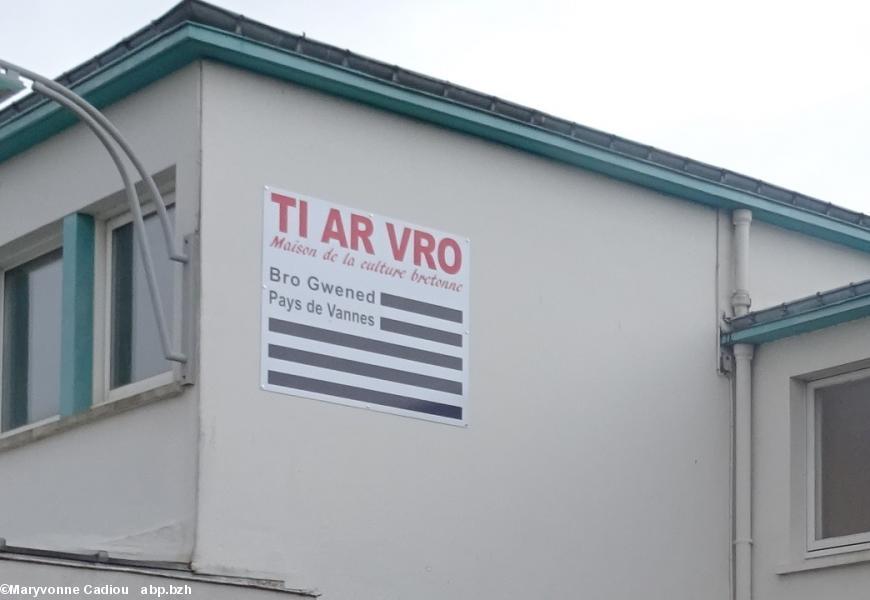 TI AR VRO
Maison de la culture bretonne
Bro Gwened
Pays de Vannes
©Maryvonne Cadiou abp.bzh